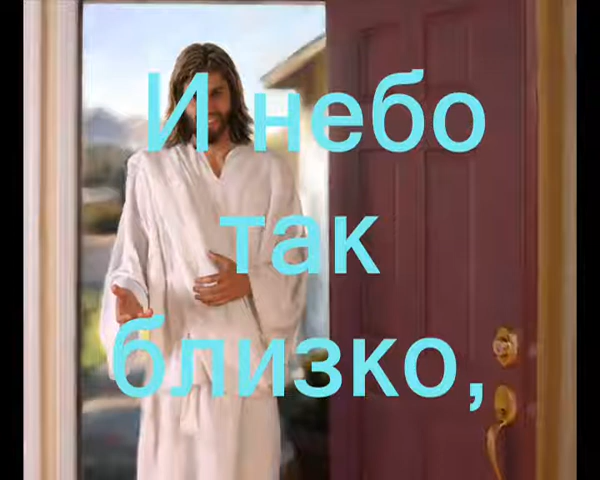 И небо
так
близко,